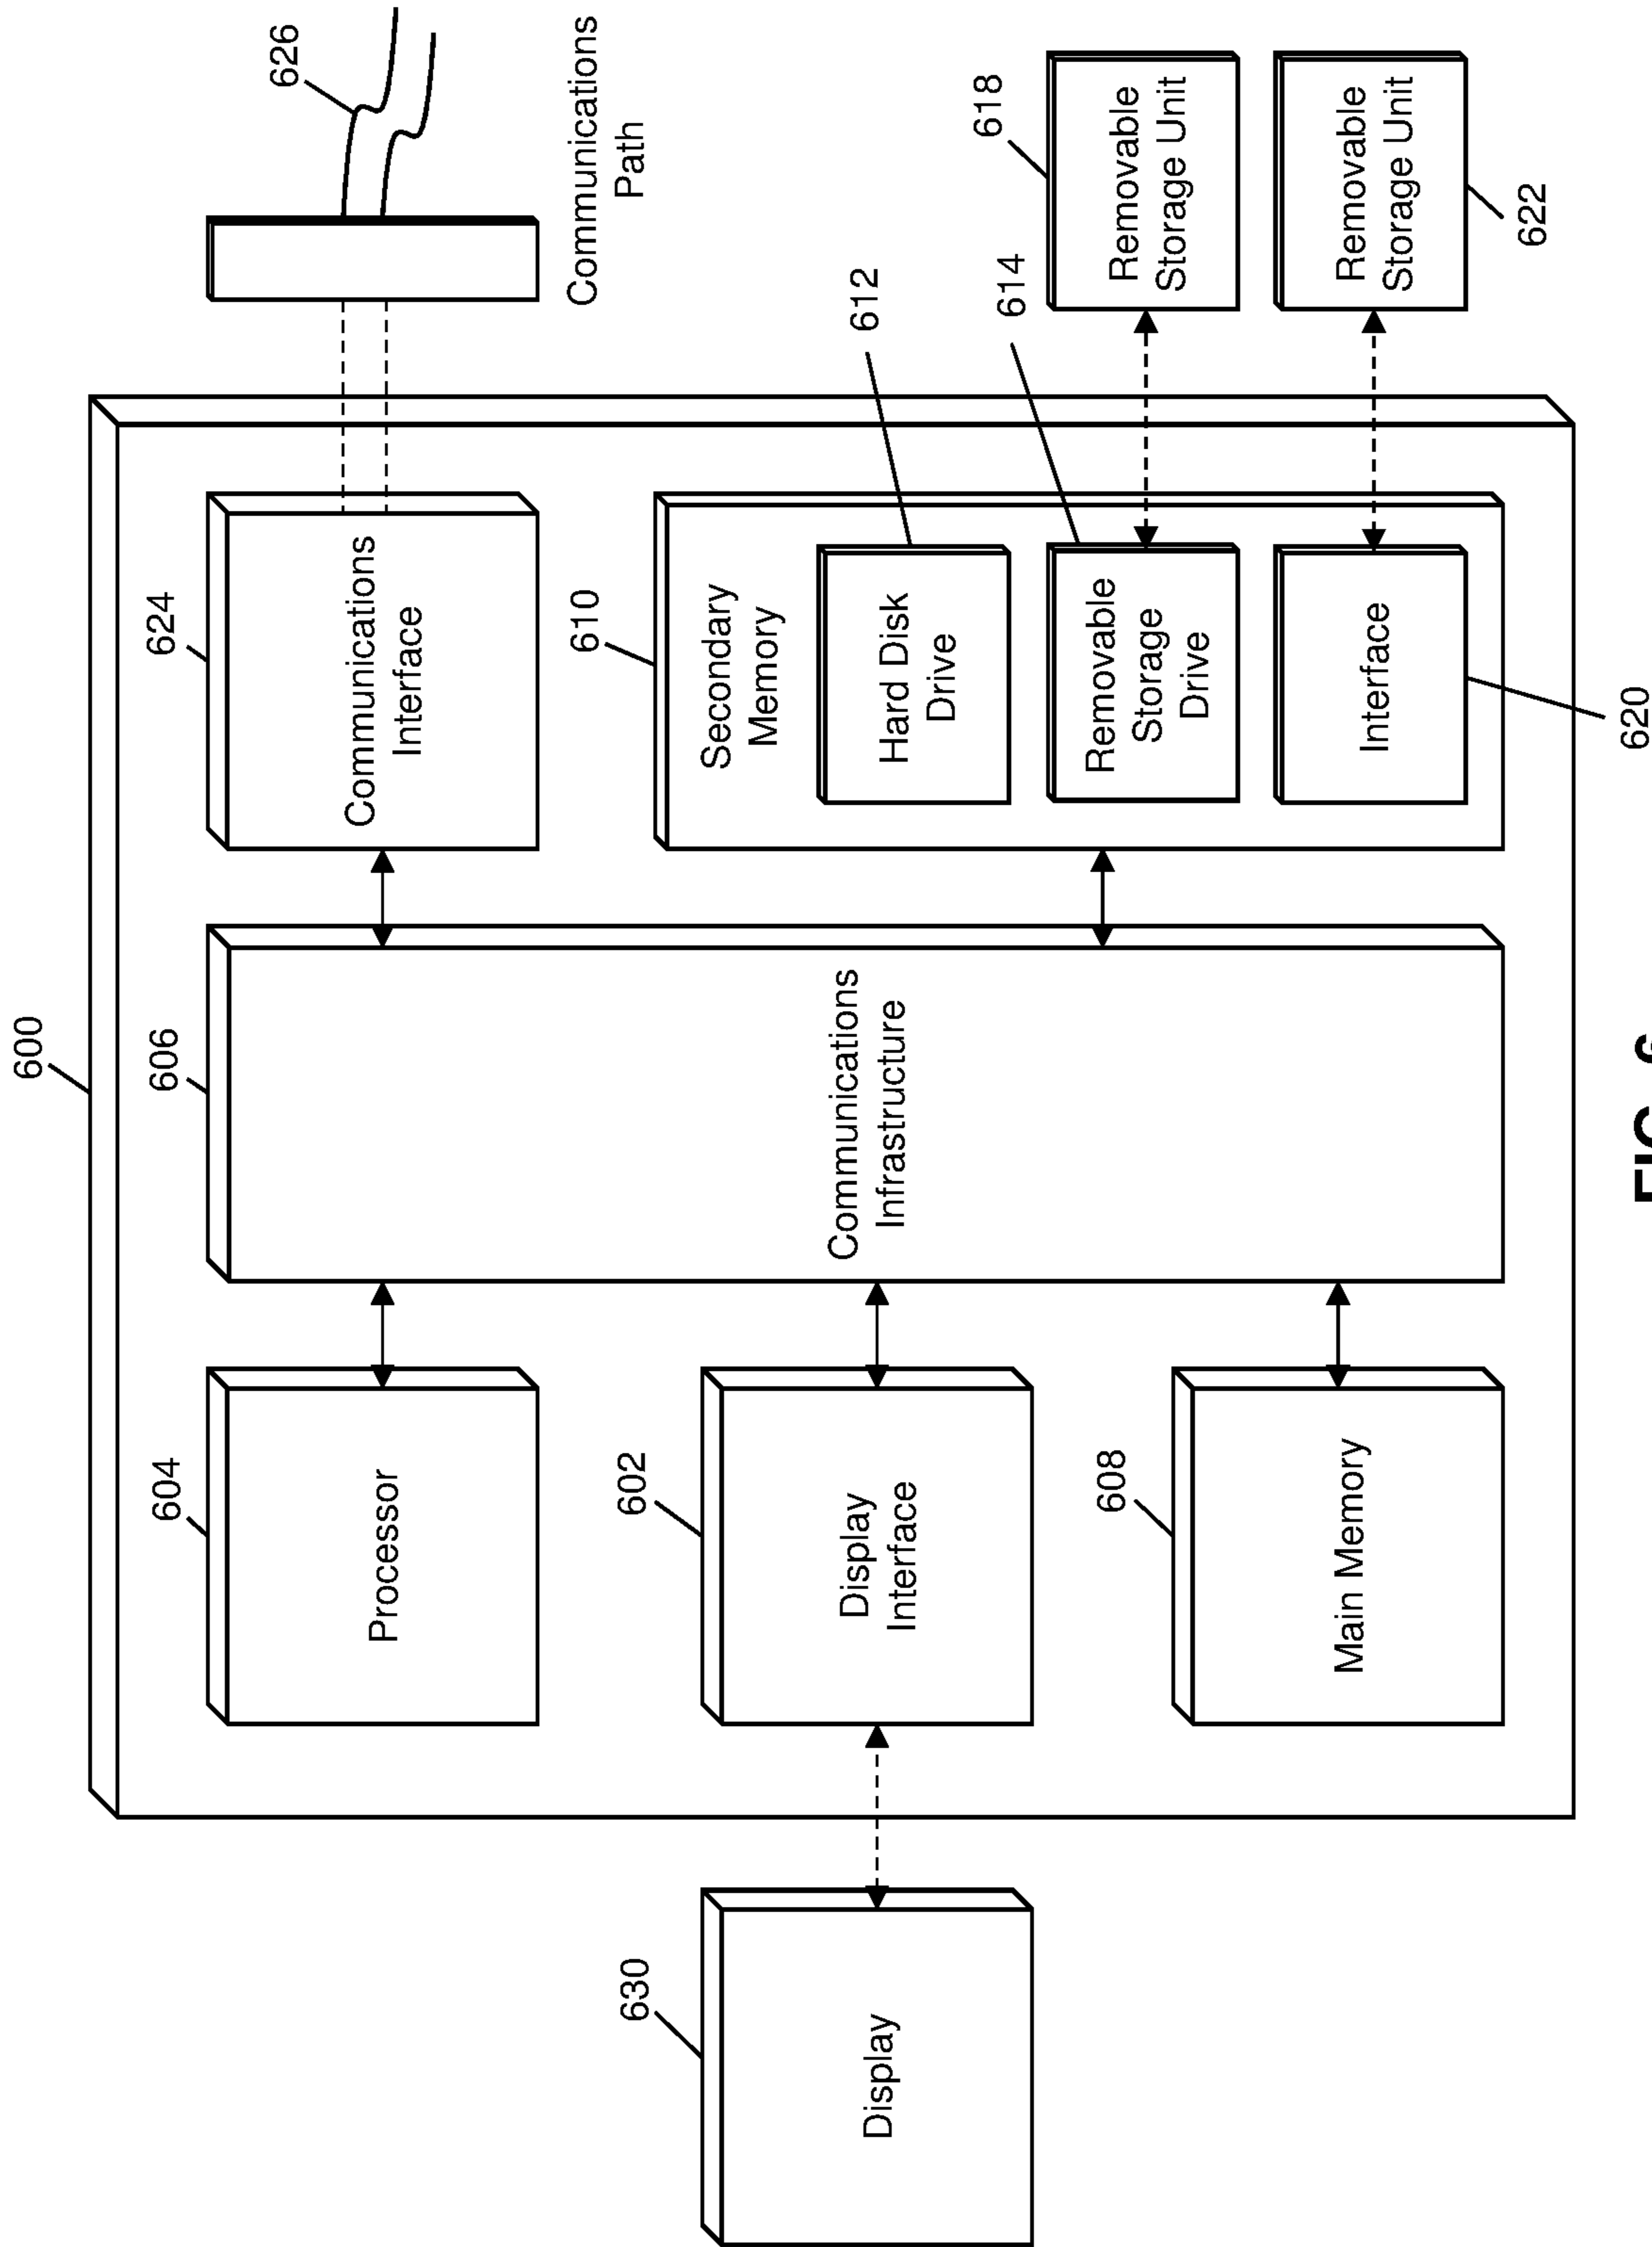 600
604
606
624
626
Processor
Communications
Interface
Communications
Path
630
602
610
Display
Display
Interface
Communications
Infrastructure
Secondary
Memory
612
Hard Disk
Drive
618
614
608
Removable
Storage
Drive
Removable
Storage Unit
Main Memory
Interface
Removable
Storage Unit
622
620
FIG. 6